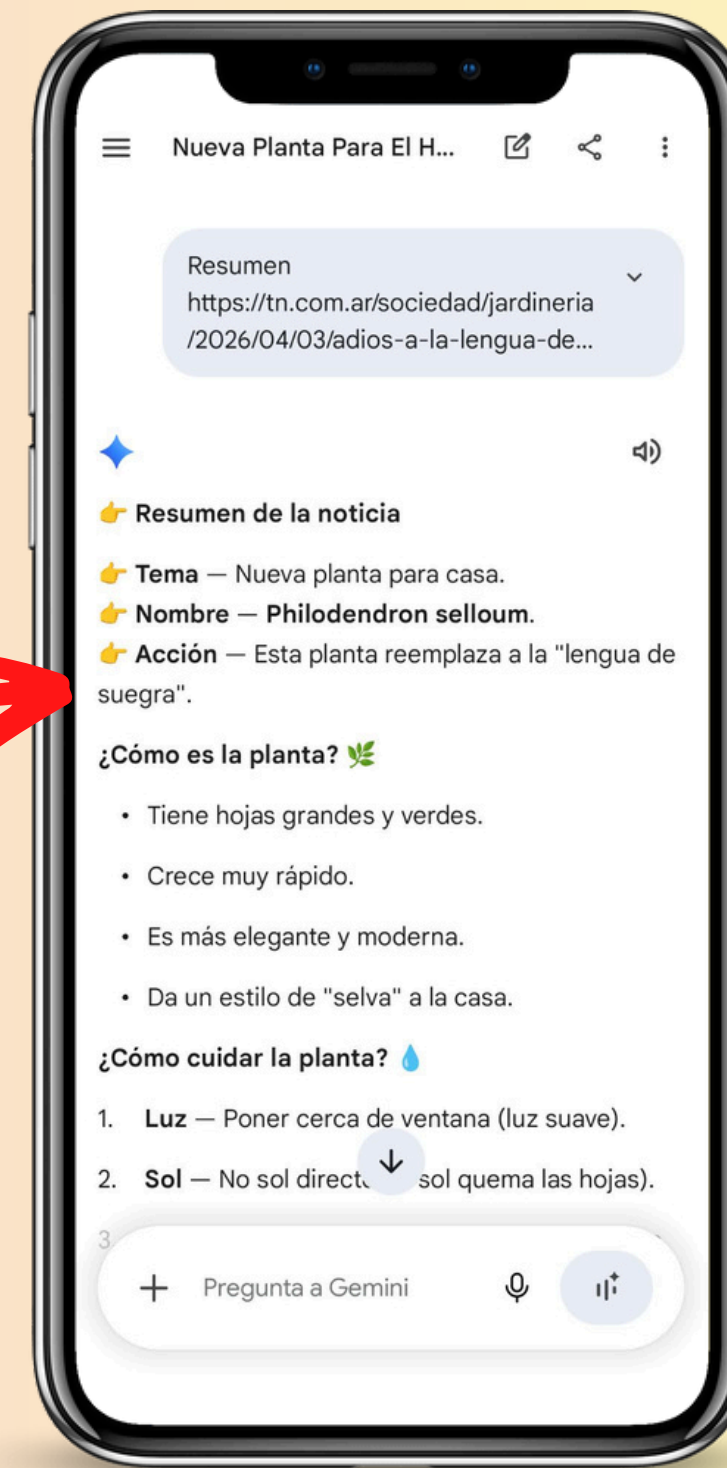 Nueva Planta Para El H...
Resumen
https://tn.com.ar/sociedad/jardineria
/2026/04/03/adios-a-la-lengua-de...
👉 Resumen de la noticia
👉 Tema — Nueva planta para casa.
👉 Nombre — Philodendron selloum.
👉 Acción — Esta planta reemplaza a la "lengua de
suegra".
¿Cómo es la planta? 🌿
• Tiene hojas grandes y verdes.
• Crece muy rápido.
• Es más elegante y moderna.
• Da un estilo de "selva" a la casa.
¿Cómo cuidar la planta? 💧
1. Luz — Poner cerca de ventana (luz suave).
2. Sol — No sol sol quema las hojas).
3
Pregunta a Gemini